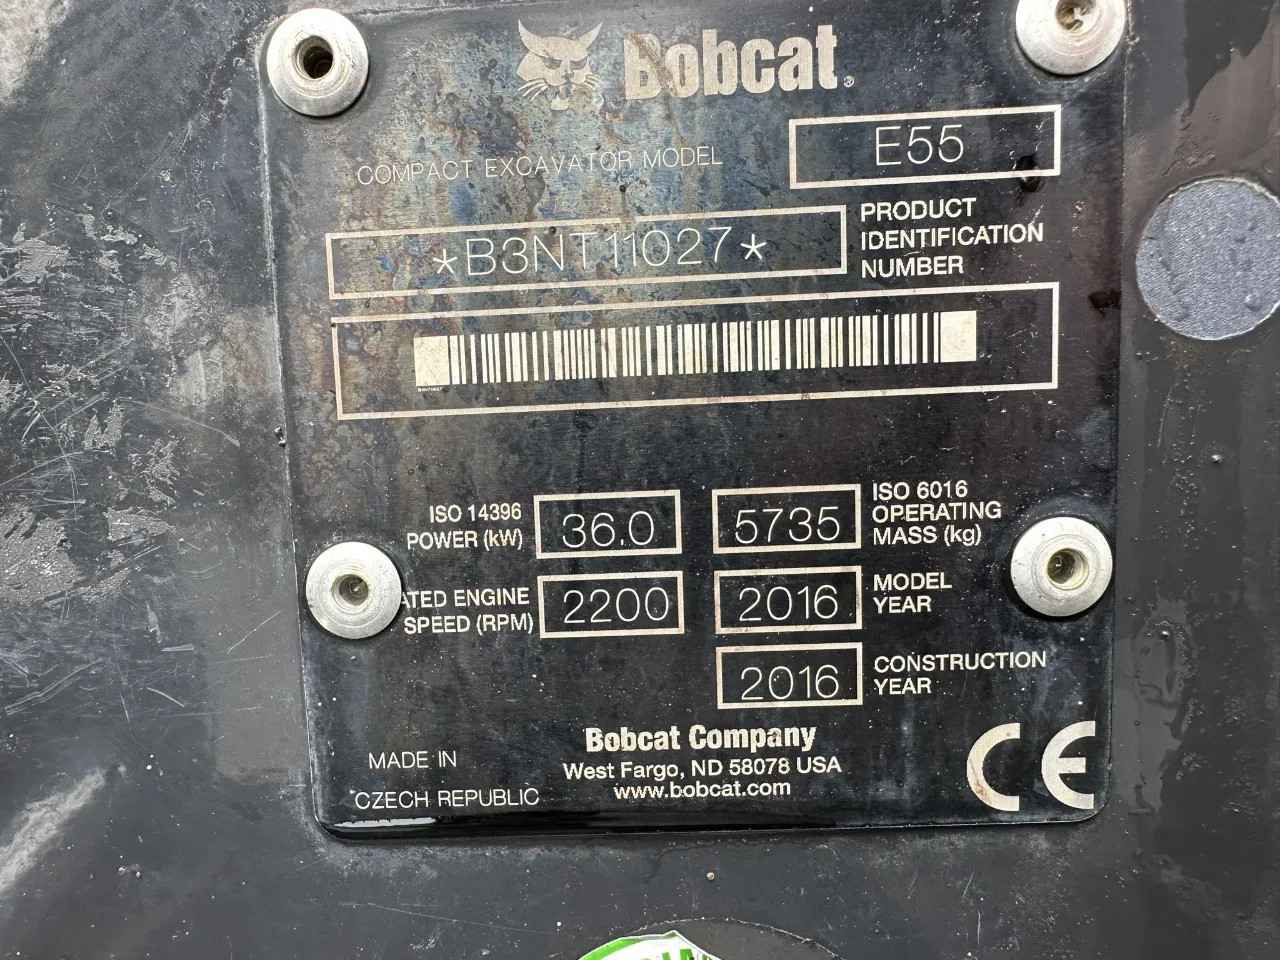 Bobcat®
COMPACT EXCAVATOR MODEL E55
*B3NT11027*
PRODUCT
IDENTIFICATION
NUMBER
ISO 14396
POWER (kW) 36.0
5735 ISO 6016
OPERATING
MASS (kg)
ATED ENGINE
SPEED (RPM) 2200
2016 MODEL
YEAR
2016 CONSTRUCTION
YEAR
Bobcat Company
West Fargo, ND 58078 USA
www.bobcat.com
MADE IN
CZECH REPUBLIC
CE